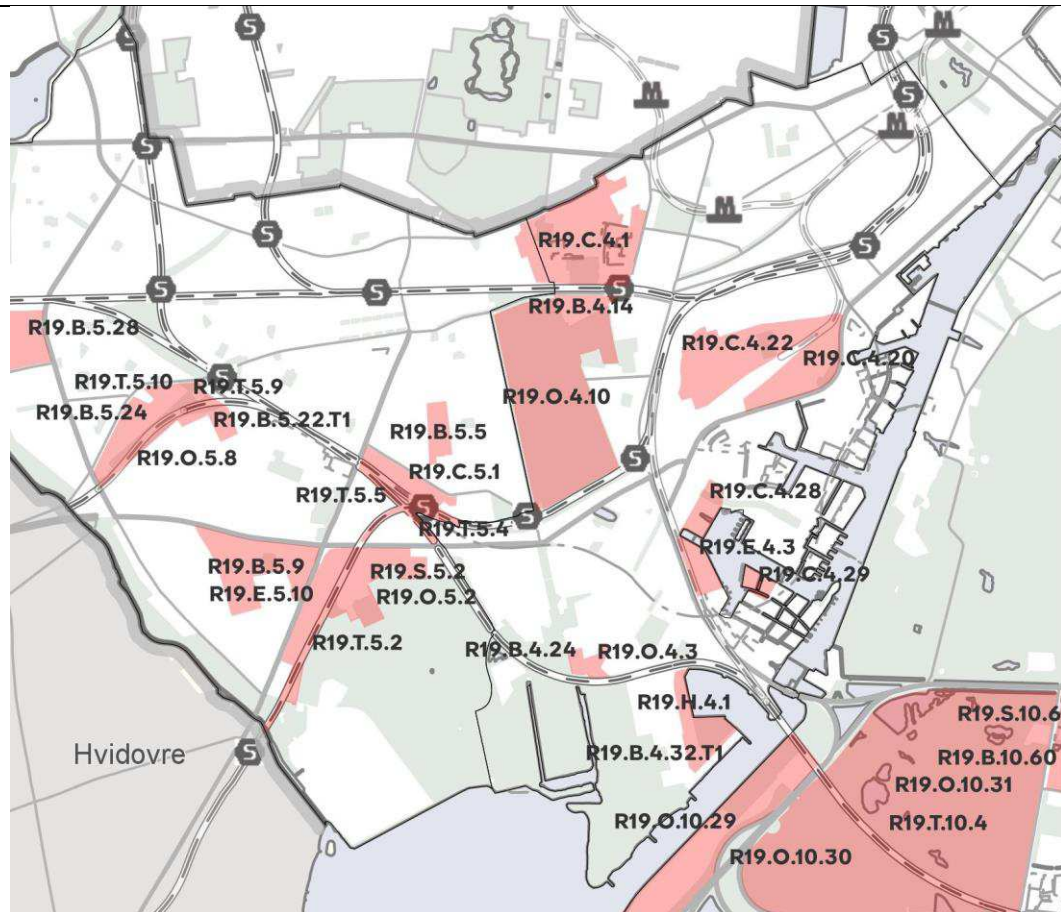 S
S
S
M
S
M
S
M
S
R19.C.4.1
S
S
S
S
R19.B.4.14
R19.B.5.28
R19.C.4.22
R19.C.4.20
S
R19.T.5.10
R19.T.5.9
R19.O.4.10
R19.B.5.24
R19.B.5.22.T1
R19.B.5.5
R19.O.5.8
R19.C.5.1
S
R19.T.5.5
R19.C.4.28
S
R19.T.5.4
S
R19.E.4.3
R19.B.5.9
R19.S.5.2
R19.C.4.29
R19.E.5.10
R19.O.5.2
R19.T.5.2
R19.B.4.24
R19.O.4.3
R19.H.4.1
R19.S.10.6
Hvidovre
S
R19.B.4.32.T1
R19.B.10.60
R19.O.10.31
R19.O.10.29
R19.T.10.4
R19.O.10.30